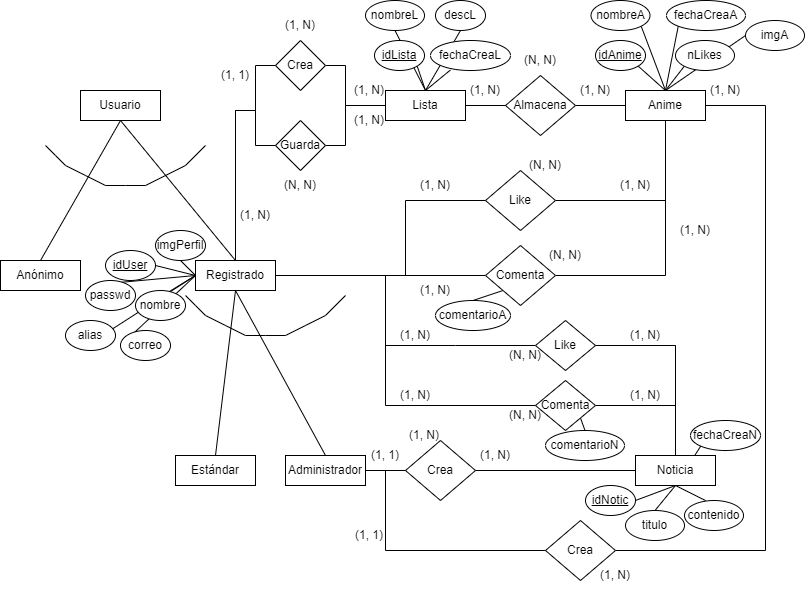 nombreL
descL
nombreA
fechaCreaA
(1, N)
imgA
idLista
fechaCreaL
idAnime
nLikes
(N, N)
Crea
(1, 1)
(1, N)
(1, N)
(1, N)
(1, N)
Usuario
Lista
Almacena
Anime
(1, N)
Guarda
(N, N)
(N, N)
(1, N)
(1, N)
Like
(1, N)
(1, N)
imgPerfil
(N, N)
idUser
Anónimo
Registrado
Comenta
passwd
(1, N)
nombre
comentarioA
alias
correo
(1, N)
Like
(1, N)
(N, N)
(1, N)
Comenta
(1, N)
(N, N)
(1, N)
fechaCreaN
comentarioN
(1, 1)
(1, N)
Estándar
Administrador
Crea
Noticia
idNotic
titulo
contenido
(1, 1)
Crea
(1, N)